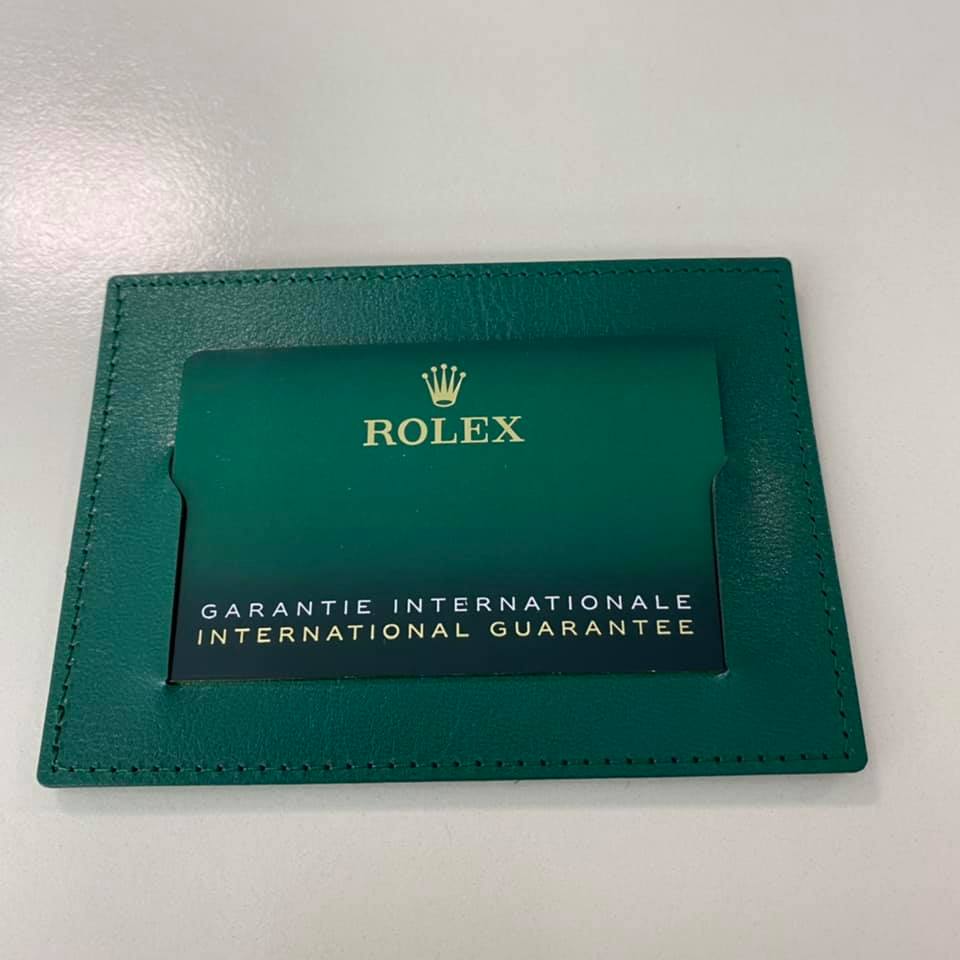 ROLEX
GARANTIE INTERNATIONALE
INTERNATIONAL GUARANTEE